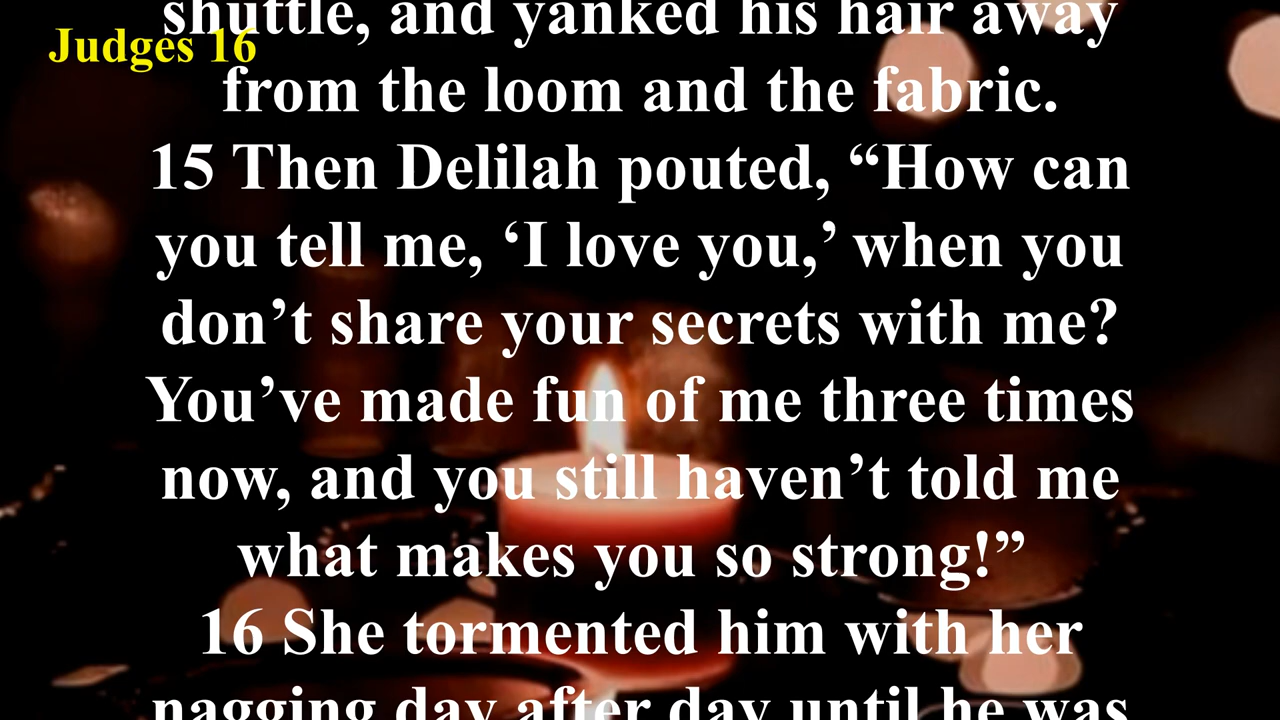 shuttle, and yanked his hair away
Judges 16
from the loom and the fabric.
15 Then Delilah pouted, “How can
you tell me, ‘I love you,’ when you
don’t share your secrets with me?
You’ve made fun of me three times
now, and you still haven’t told me
what makes you so strong!”
16 She tormented him with her
nagging day after day until he was